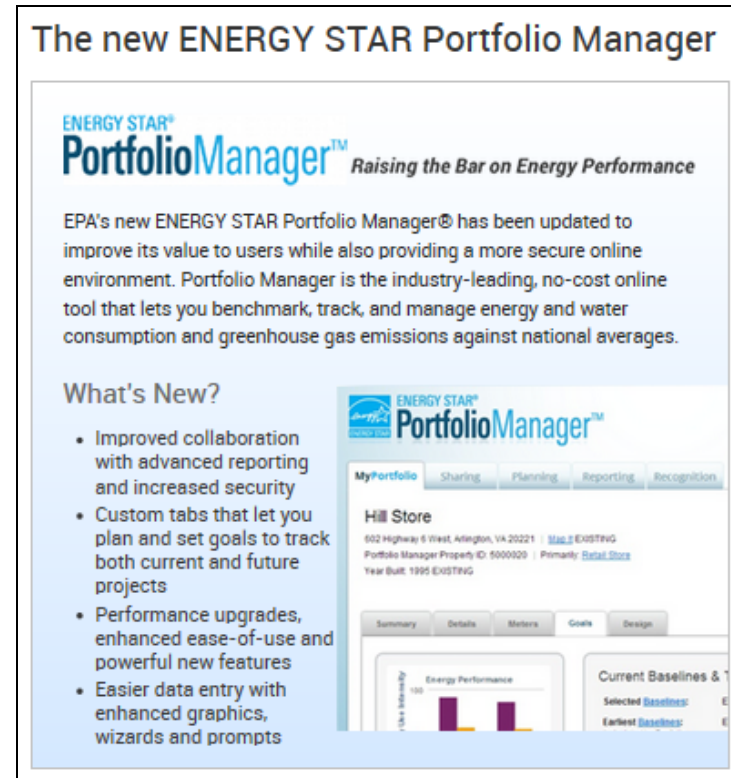 The new ENERGY STAR Portfolio Manager
ENERGY STAR®
PortfolioManager™ Raising the Bar on Energy Performance
EPA's new ENERGY STAR Portfolio Manager® has been updated to
improve its value to users while also providing a more secure online
environment. Portfolio Manager is the industry-leading, no-cost online
tool that lets you benchmark, track, and manage energy and water
consumption and greenhouse gas emissions against national averages.
What's New?
• Improved collaboration
with advanced reporting
and increased security
• Custom tabs that let you
plan and set goals to track
both current and future
projects
• Performance upgrades,
enhanced ease-of-use and
powerful new features
• Easier data entry with
enhanced graphics,
wizards and prompts
ENERGY STAR
ENERGY STAR®
PortfolioManager™
MyPortfolio Sharing Planning Reporting Recognition
Hill Store
602 Highway 6 West, Arlington, VA 20221 | Map it EXISTING
Portfolio Manager Property ID: 5000020 | Primarily: Retail Store
Year Built: 1995 EXISTING
Summary Details Meters Goals Design
Energy Performance
100
Use Intensity
Current Baselines & T
Selected Baselines: E
Earliest Baselines: E